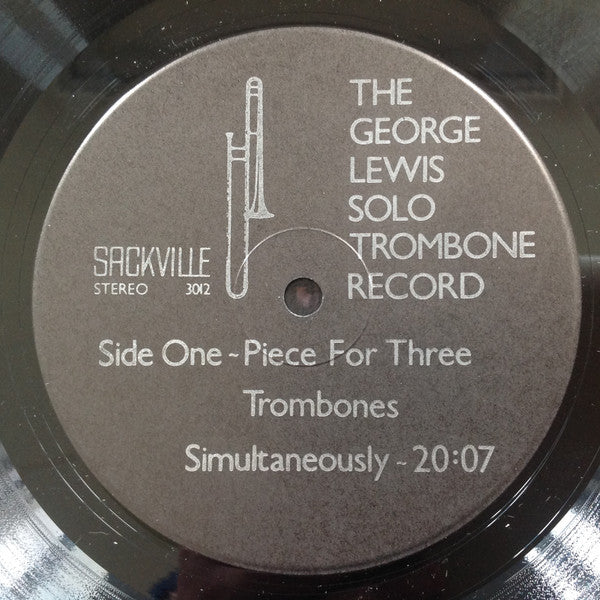 THE
GEORGE
LEWIS
SOLO
TROMBONE
RECORD
SACKVILLE
STEREO 3012
Side One ~ Piece For Three
Trombones
Simultaneously ~ 20:07